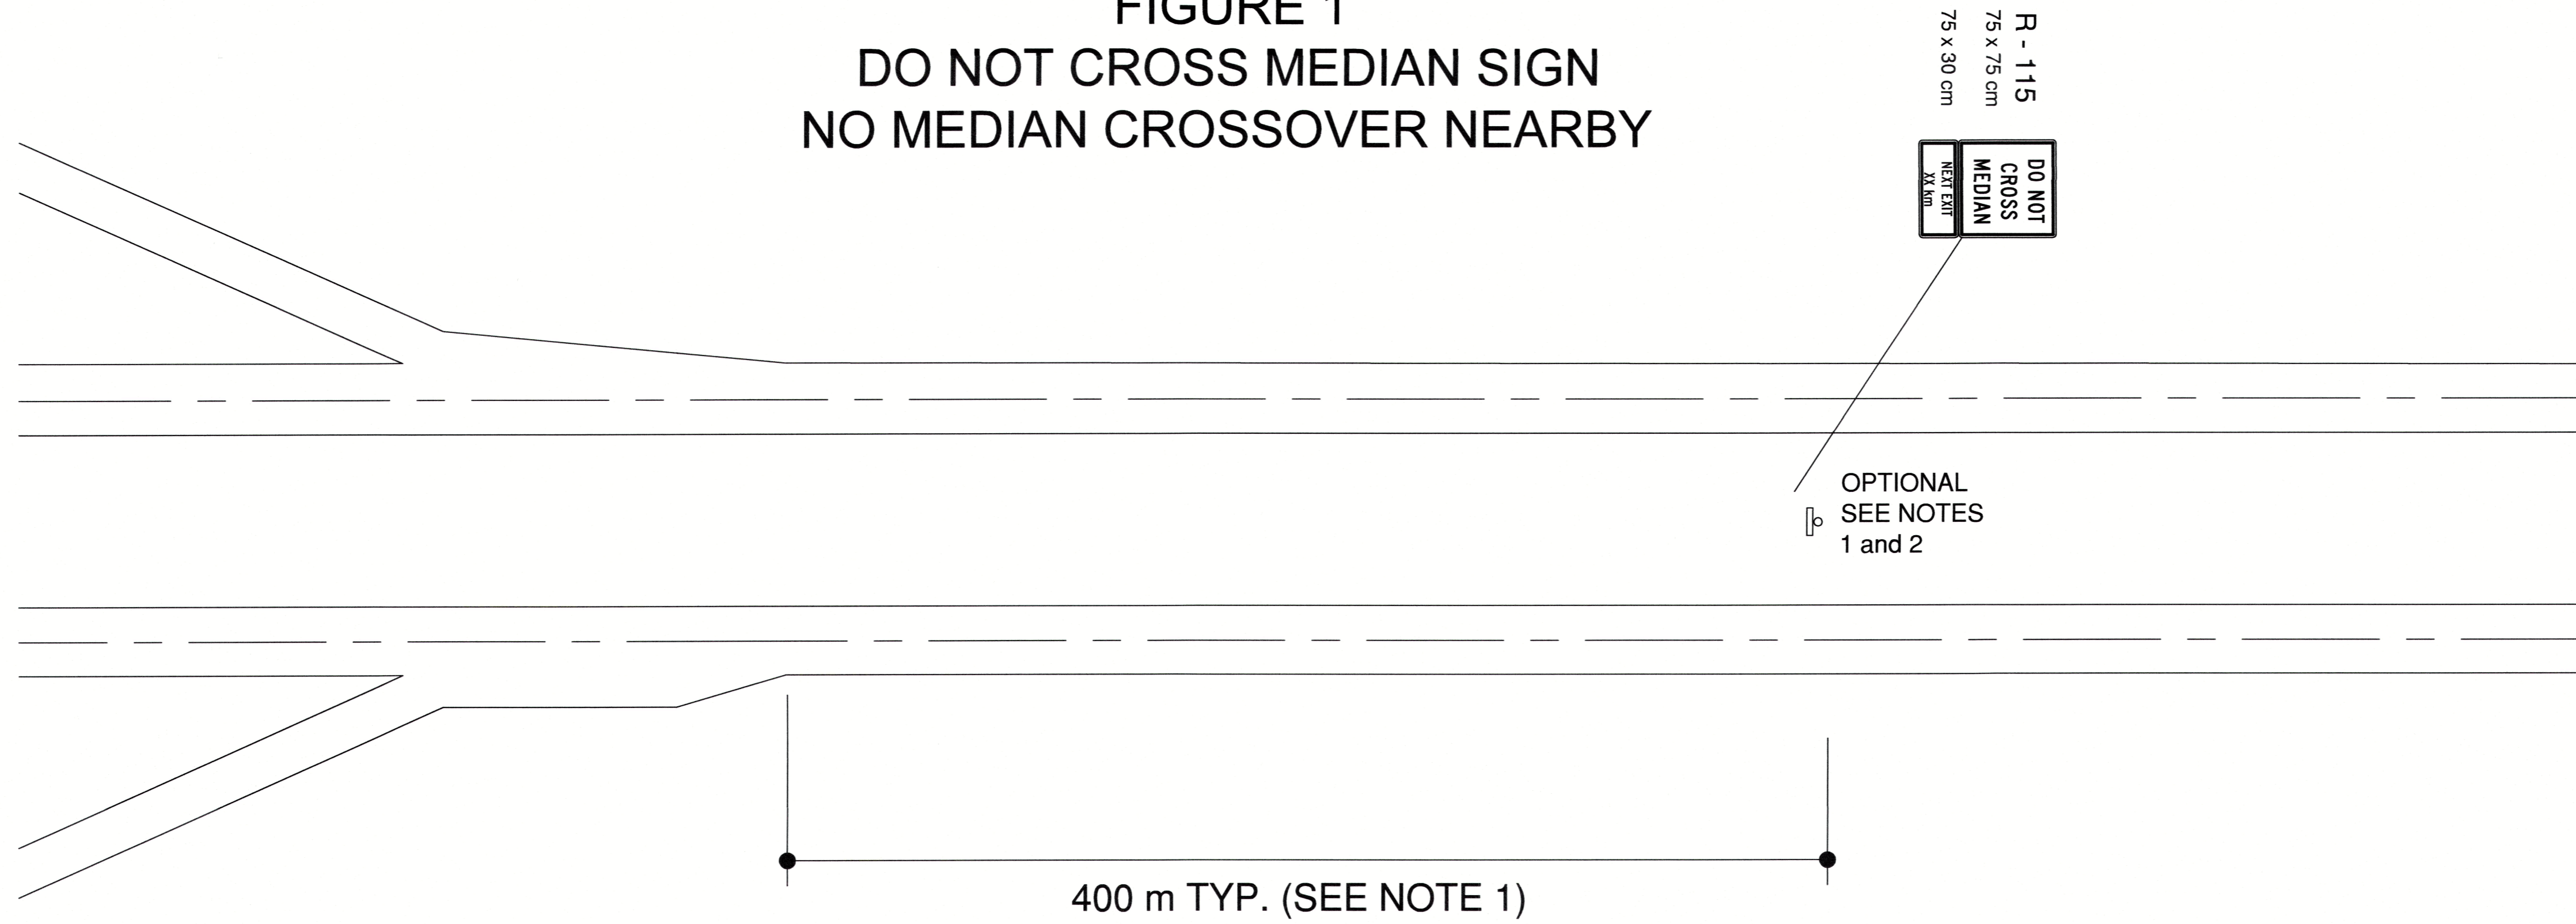 FIGURE 1
DO NOT CROSS MEDIAN SIGN
NO MEDIAN CROSSOVER NEARBY
R - 115
75 x 75 cm
75 x 30 cm
DO NOT
CROSS
MEDIAN
NEXT EXIT
XX km
OPTIONAL
SEE NOTES
1 and 2
400 m TYP. (SEE NOTE 1)